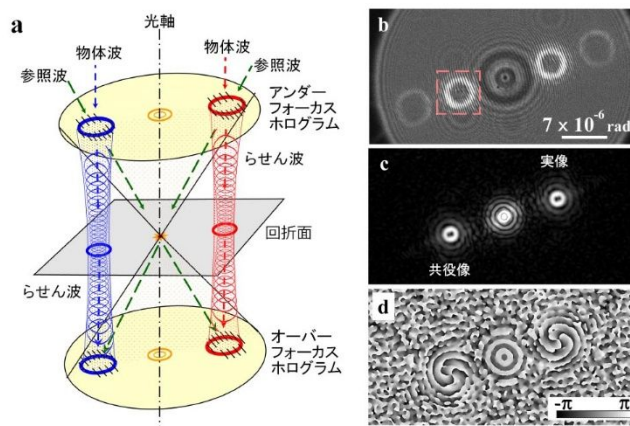 a
光軸
物体波
物体波
参照波
参照波
アンダー
フォーカス
ホログラム
らせん波
回折面
らせん波
オーバー
フォーカス
ホログラム
b
7 × 10⁻⁶ rad
c
実像
共役像
d
-π
π